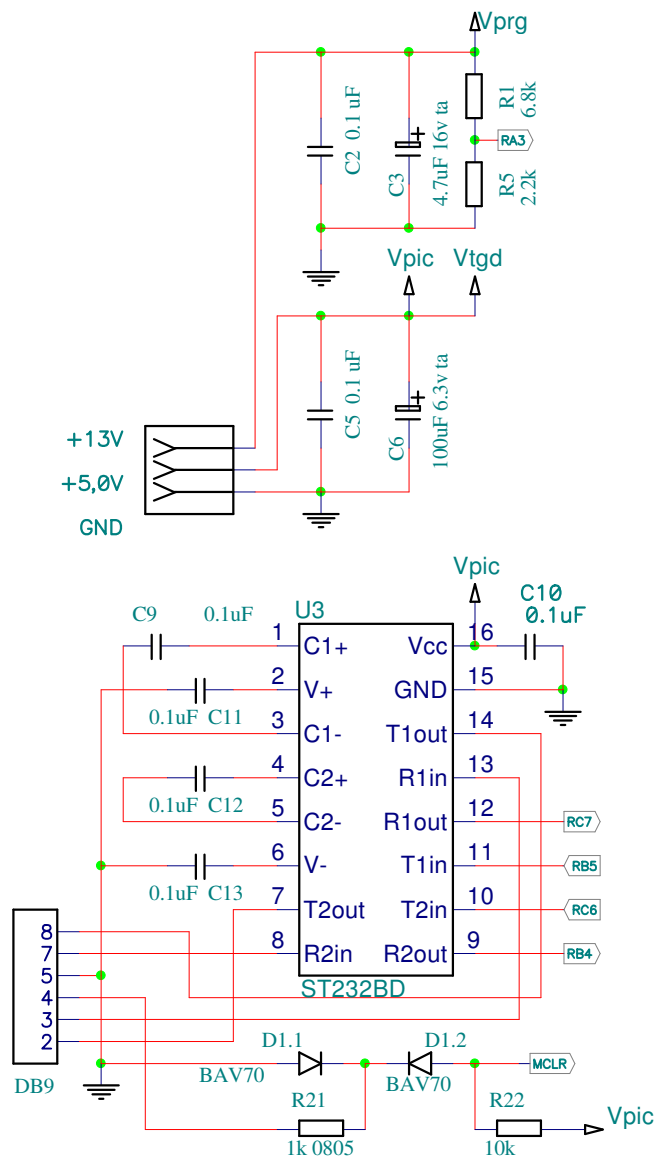 Vprg
R1
6.8k
RA3
R5
2.2k
C2 0.1 uF
C3
4.7uF 16v ta
Vpic
Vtgd
C5 0.1 uF
C6
100uF 6.3v ta
+13V
+5,0V
GND
Vpic
C10
0.1uF
C9
0.1uF
U3
1
C1+
Vcc
16
2
V+
GND
15
0.1uF C11
3
C1-
T1out
14
4
C2+
R1in
13
0.1uF C12
5
C2-
R1out
12
RC7
6
V-
T1in
11
RB5
0.1uF C13
7
T2out
T2in
10
RC6
8
R2in
R2out
9
RB4
ST232BD
8
7
5
4
3
2
DB9
D1.1
BAV70
D1.2
BAV70
MCLR
R21
1k 0805
R22
10k
Vpic